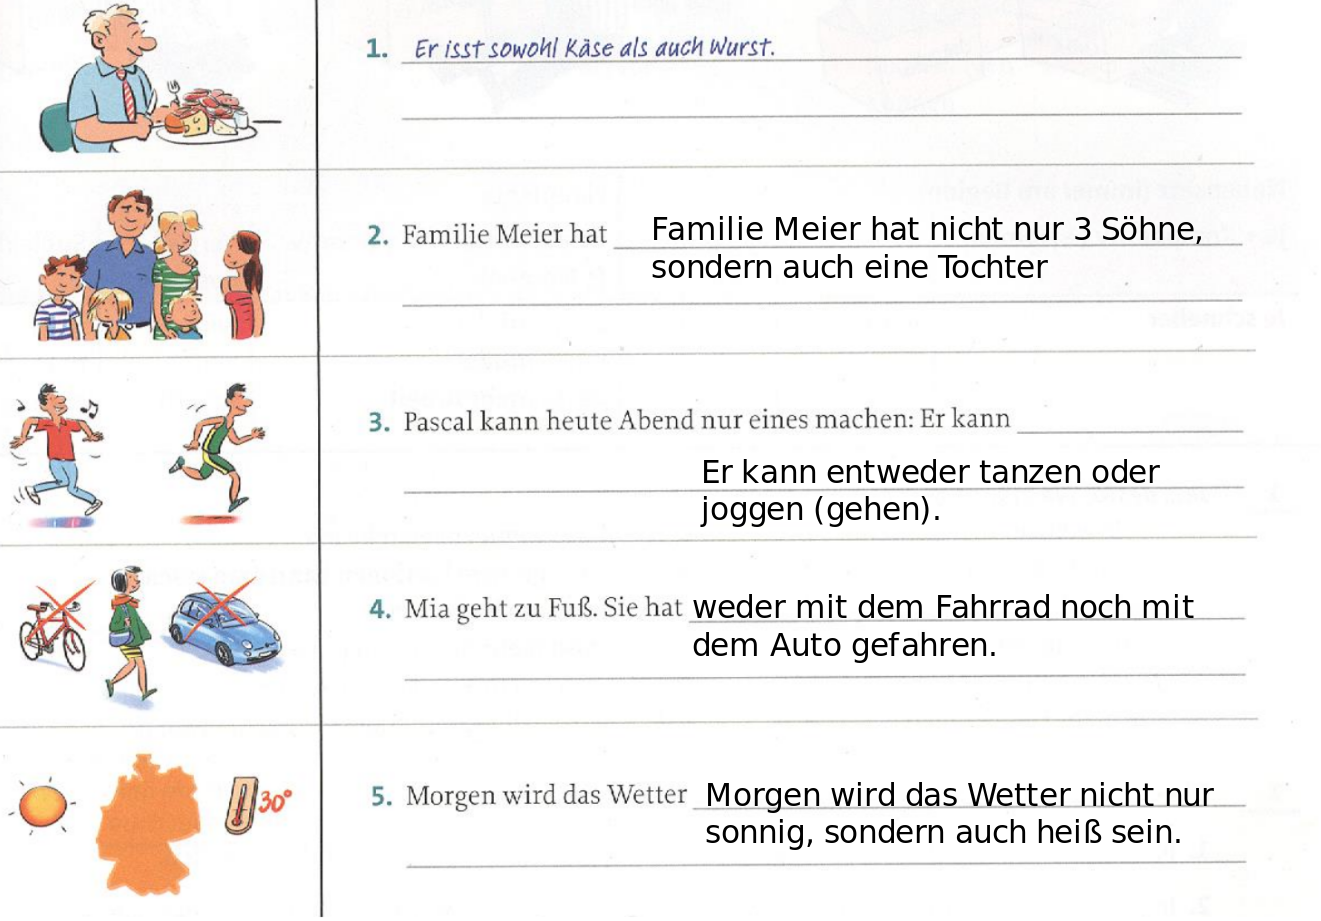 1. Er isst sowohl Käse als auch Wurst.
2. Familie Meier hat Familie Meier hat nicht nur 3 Söhne,
sondern auch eine Tochter
3. Pascal kann heute Abend nur eines machen: Er kann
Er kann entweder tanzen oder
joggen (gehen).
4. Mia geht zu Fuß. Sie hat weder mit dem Fahrrad noch mit
dem Auto gefahren.
30°
5. Morgen wird das Wetter Morgen wird das Wetter nicht nur
sonnig, sondern auch heiß sein.